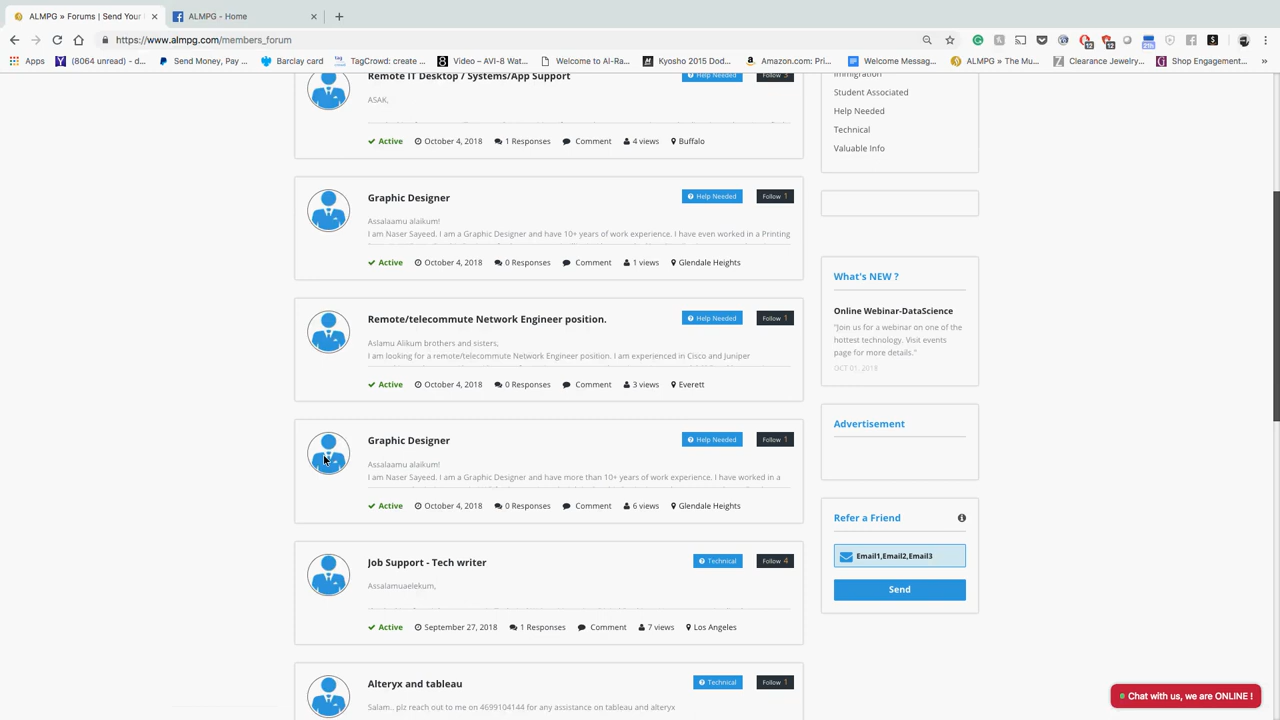 ALMPG » Forums | Send Your
ALMPG - Home
https://www.almpg.com/members_forum
Apps
(8064 unread) - d...
Send Money, Pay ...
Barclay card
TagCrowd: create ...
Video – AVI-8 Wat...
Welcome to Al-Ra...
Kyosho 2015 Dod...
Amazon.com: Pri...
Welcome Messag...
ALMPG » The Mu...
Clearance Jewelry...
Shop Engagement...
Remote IT Desktop / Systems/App Support
Help Needed
Follow 3
ASAK,
Active October 4, 2018 1 Responses Comment 4 views Buffalo
Graphic Designer
Help Needed
Follow 1
Assalaamu alaikum!
I am Naser Sayeed. I am a Graphic Designer and have 10+ years of work experience. I have even worked in a Printing
Active October 4, 2018 0 Responses Comment 1 views Glendale Heights
Remote/telecommute Network Engineer position.
Help Needed
Follow 1
Aslamu Alikum brothers and sisters,
I am looking for a remote/telecommute Network Engineer position. I am experienced in Cisco and Juniper
Active October 4, 2018 0 Responses Comment 3 views Everett
Graphic Designer
Help Needed
Follow 1
Assalaamu alaikum!
I am Naser Sayeed. I am a Graphic Designer and have more than 10+ years of work experience. I have worked in a
Active October 4, 2018 0 Responses Comment 6 views Glendale Heights
Job Support - Tech writer
Technical
Follow 4
Assalamuaelekum,
Active September 27, 2018 1 Responses Comment 7 views Los Angeles
Alteryx and tableau
Technical
Follow 1
Salam.. plz reach out to me on 4699104144 for any assistance on tableau and alteryx
Immigration
Student Associated
Help Needed
Technical
Valuable Info
What's NEW ?
Online Webinar-DataScience
"Join us for a webinar on one of the
hottest technology. Visit events
page for more details."
OCT 01, 2018
Advertisement
Refer a Friend
Email1,Email2,Email3
Send
Chat with us, we are ONLINE !